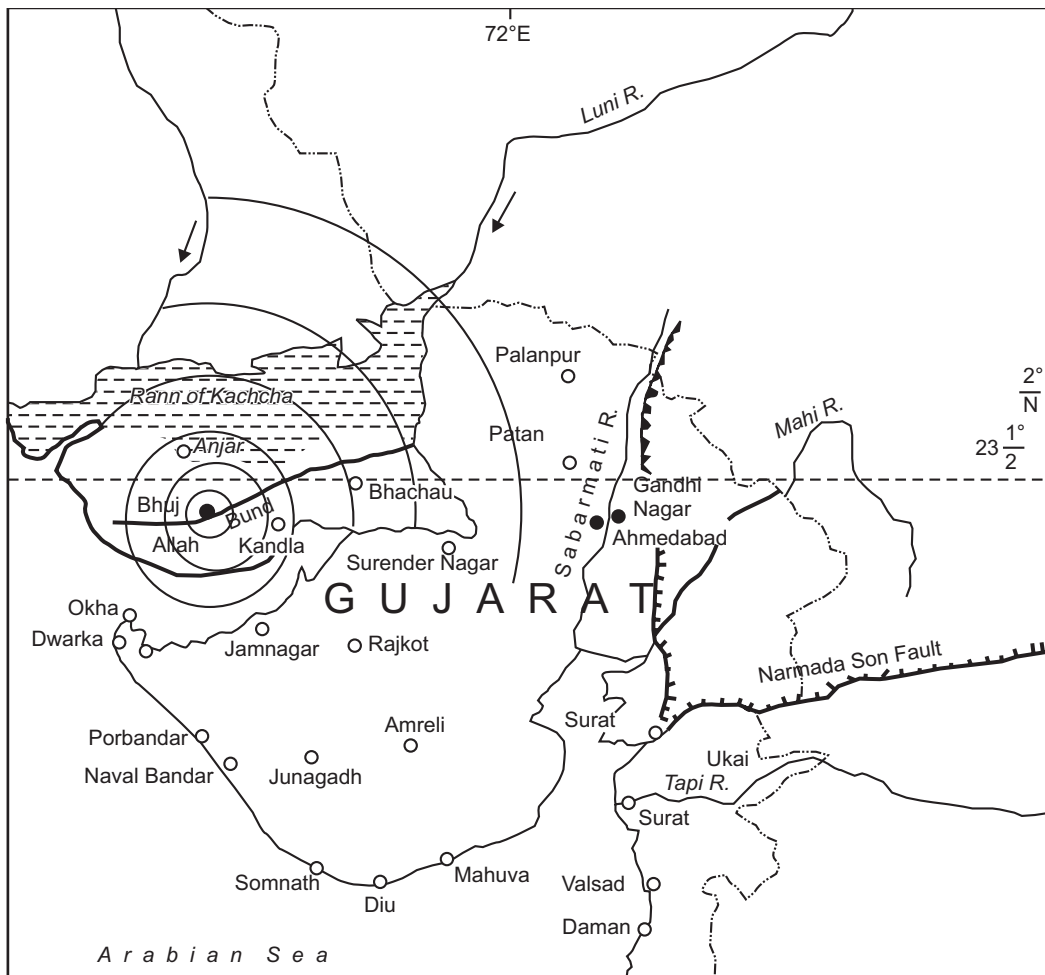 72°E
Luni R.
Palanpur
2°
N
Rann of Kachcha
Mahi R.
Patan
Sabarmati R.
23 1°
2
Anjar
Bhachau
Gandhi
Nagar
Bhuj
Bund
Allah
Kandla
Ahmedabad
Surender Nagar
GUJARAT
Okha
Dwarka
Jamnagar
Rajkot
Narmada Son Fault
Amreli
Surat
Porbandar
Naval Bandar
Junagadh
Ukai
Tapi R.
Surat
Somnath
Mahuva
Valsad
Diu
Daman
Arabian Sea